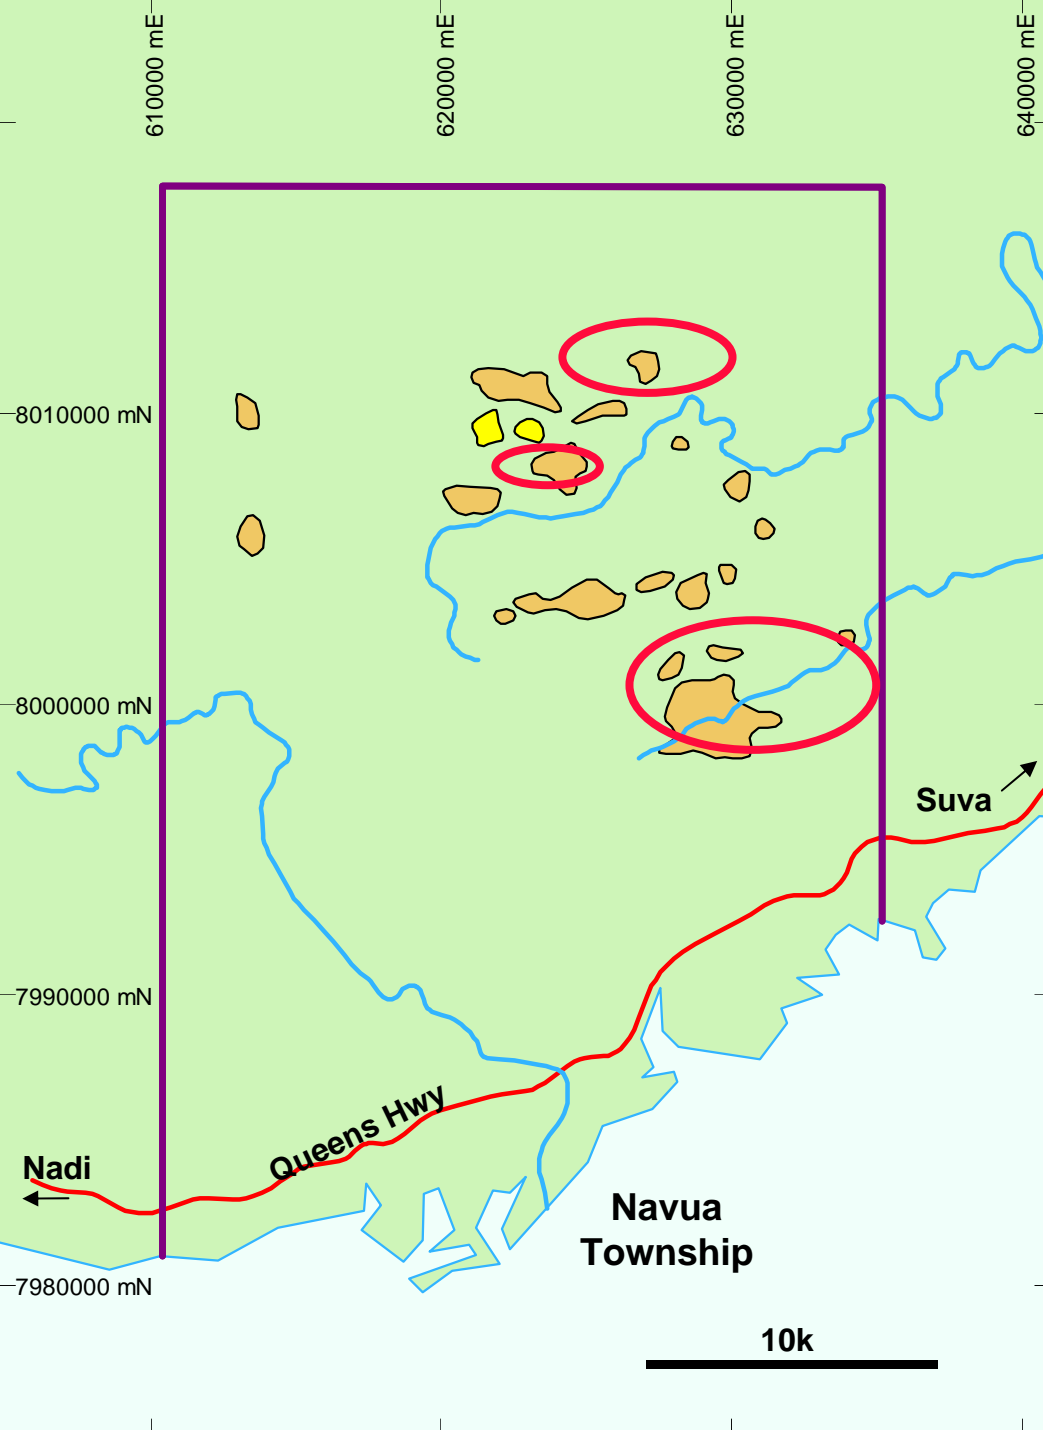 610000 mE
620000 mE
630000 mE
640000 mE
8010000 mN
8000000 mN
Suva
7990000 mN
Queens Hwy
Nadi
Navua
Township
7980000 mN
10k